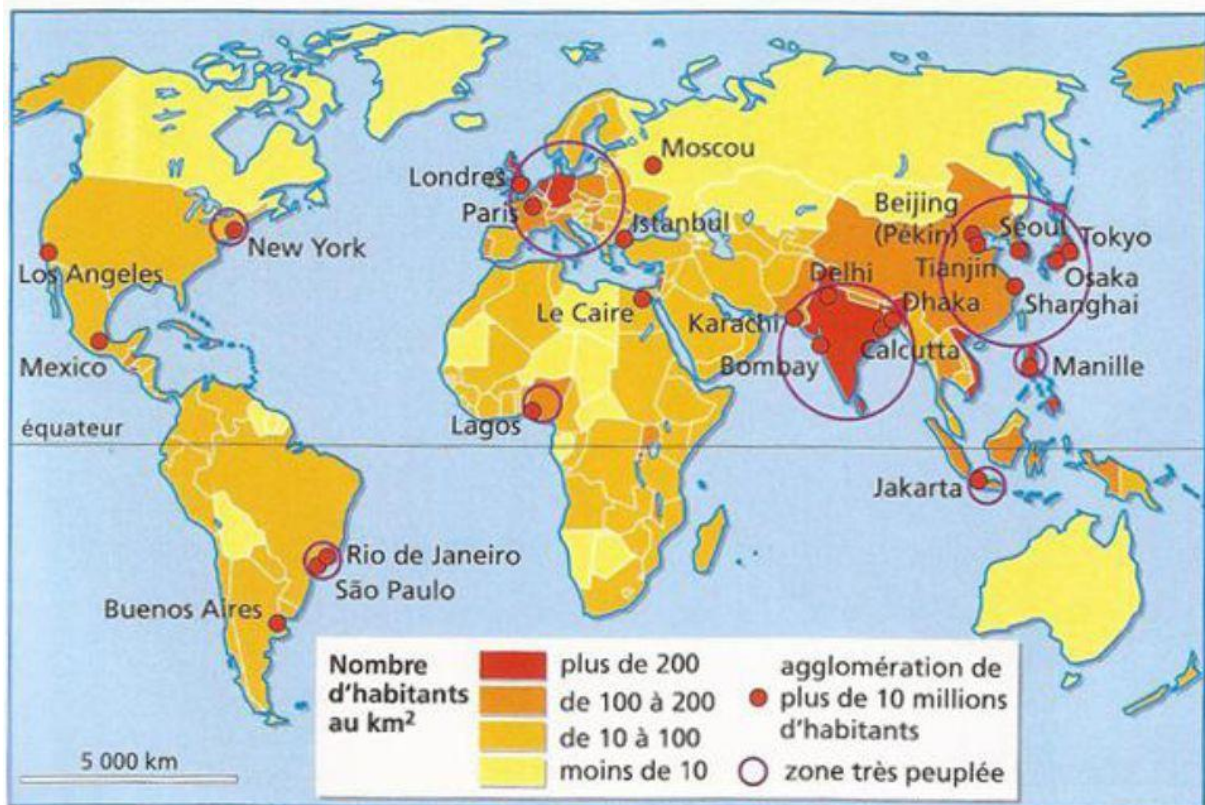 Moscou
Londres
Paris
Istanbul
Beijing
(Pékin)
Séoul
Tokyo
New York
Los Angeles
Tianjin
Osaka
Delhi
Shanghai
Le Caire
Dhaka
Karachi
Mexico
Bombay
Calcutta
Manille
Lagos
équateur
Jakarta
Rio de Janeiro
São Paulo
Buenos Aires
Nombre
d'habitants
au km²
plus de 200
de 100 à 200
de 10 à 100
moins de 10
agglomération de
plus de 10 millions
d'habitants
zone très peuplée
5 000 km